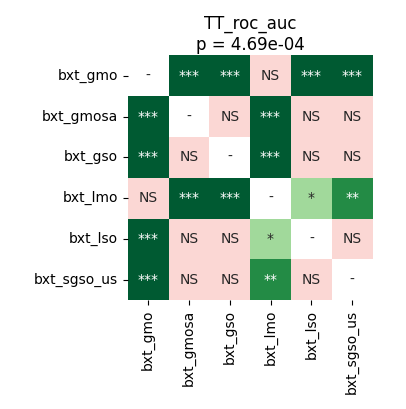 TT_roc_auc
p = 4.69e-04
bxt_gmo - *** *** NS *** ***
bxt_gmosa *** - NS *** NS NS
bxt_gso *** NS - *** NS NS
bxt_lmo NS *** *** - * **
bxt_lso *** NS NS * - NS
bxt_sgso_us *** NS NS ** NS -
bxt_gmo
bxt_gmosa
bxt_gso
bxt_lmo
bxt_lso
bxt_sgso_us